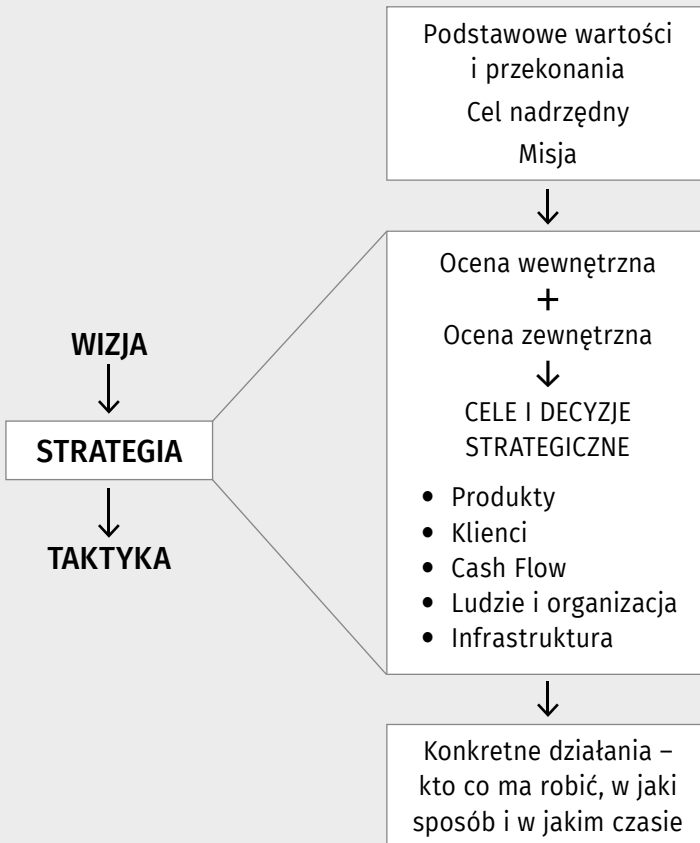 Podstawowe wartości
i przekonania
Cel nadrzędny
Misja
WIZJA
STRATEGIA
TAKTYKA
Ocena wewnętrzna
+
Ocena zewnętrzna
CELE I DECYZJE
STRATEGICZNE
• Produkty
• Klienci
• Cash Flow
• Ludzie i organizacja
• Infrastruktura
Konkretne działania –
kto co ma robić, w jaki
sposób i w jakim czasie